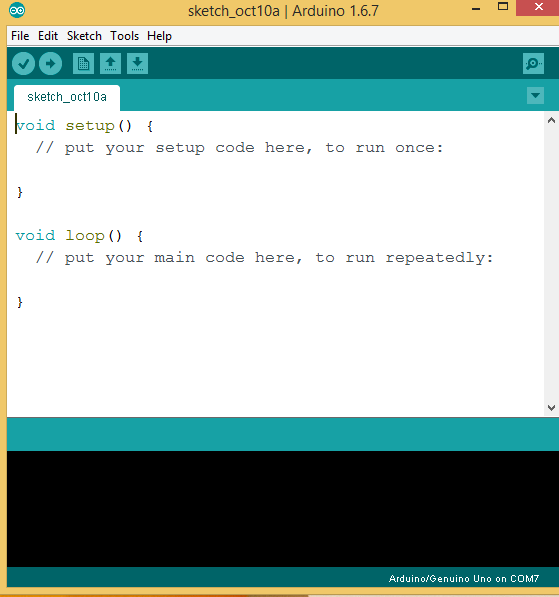 sketch_oct10a | Arduino 1.6.7
File Edit Sketch Tools Help
sketch_oct10a
void setup() {
  // put your setup code here, to run once:
}
void loop() {
  // put your main code here, to run repeatedly:
}
Arduino/Genuino Uno on COM7